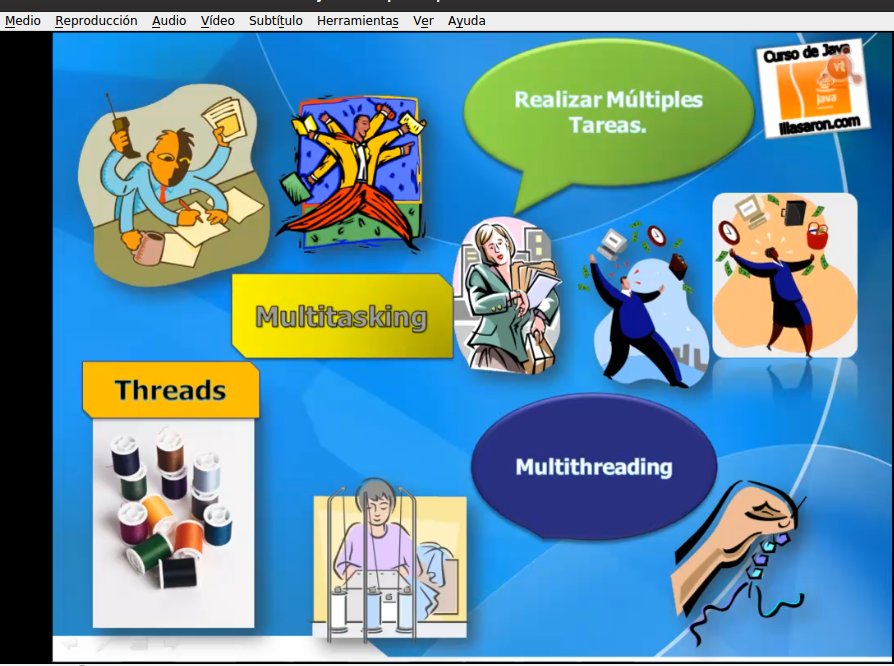 Medio Reproducción Audio Vídeo Subtítulo Herramientas Ver Ayuda
Curso de Java
Java
illasaron.com
Realizar Múltiples
Tareas.
Multitasking
Threads
Multithreading